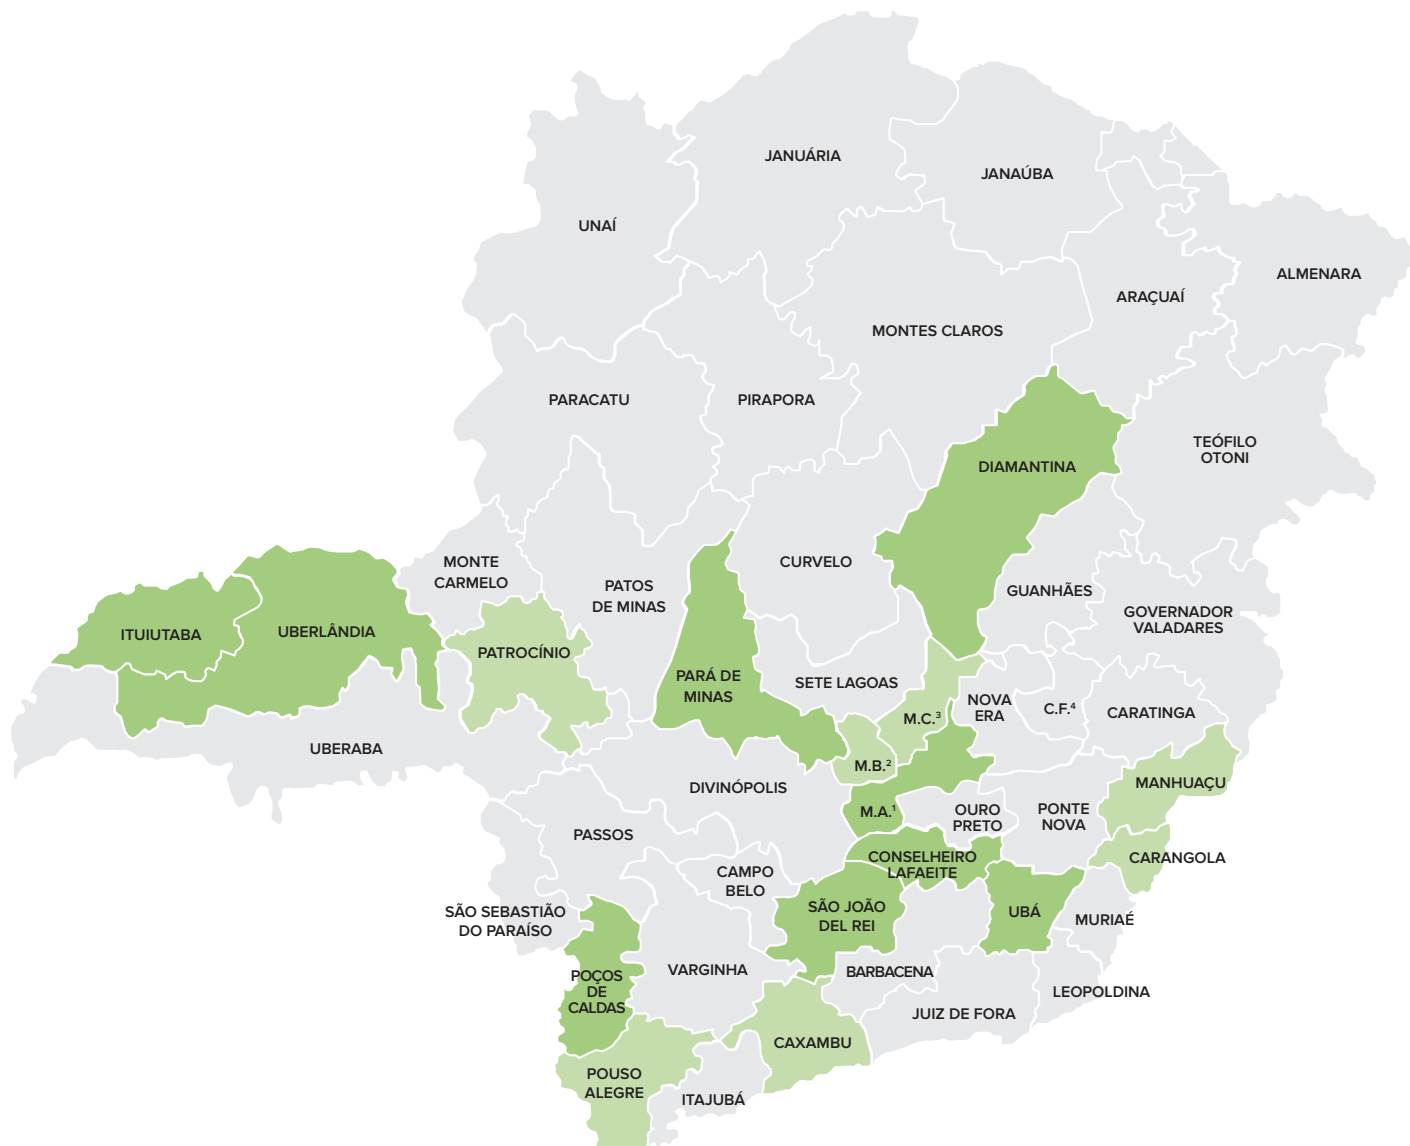 JANUÁRIA
JANAÚBA
UNAÍ
ALMENARA
ARAÇUAÍ
MONTES CLAROS
PARACATU
PIRAPORA
TEÓFILO
OTONI
DIAMANTINA
MONTE
CARMELO
CURVELO
PATOS
DE MINAS
GUANHÃES
GOVERNADOR
VALADARES
ITUIUTABA
UBERLÂNDIA
PATROCÍNIO
PARÁ DE
MINAS
SETE LAGOAS
NOVA
ERA
C.F.⁴
CARATINGA
M.C.³
UBERABA
M.B.²
DIVINÓPOLIS
MANHUAÇU
M.A.¹
OURO
PRETO
PONTE
NOVA
PASSOS
CONSELHEIRO
LAFAEITE
CARANGOLA
CAMPO
BELO
SÃO SEBASTIÃO
DO PARAÍSO
SÃO JOÃO
DEL REI
UBÁ
MURIAÉ
POÇOS
DE
CALDAS
VARGINHA
BARBACENA
LEOPOLDINA
JUIZ DE FORA
CAXAMBU
POUSO
ALEGRE
ITAJUBÁ